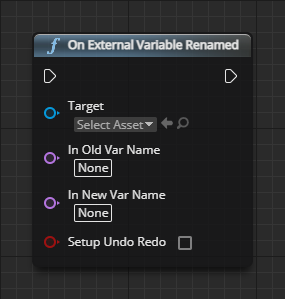 On External Variable Renamed
Target
Select Asset
In Old Var Name
None
In New Var Name
None
Setup Undo Redo